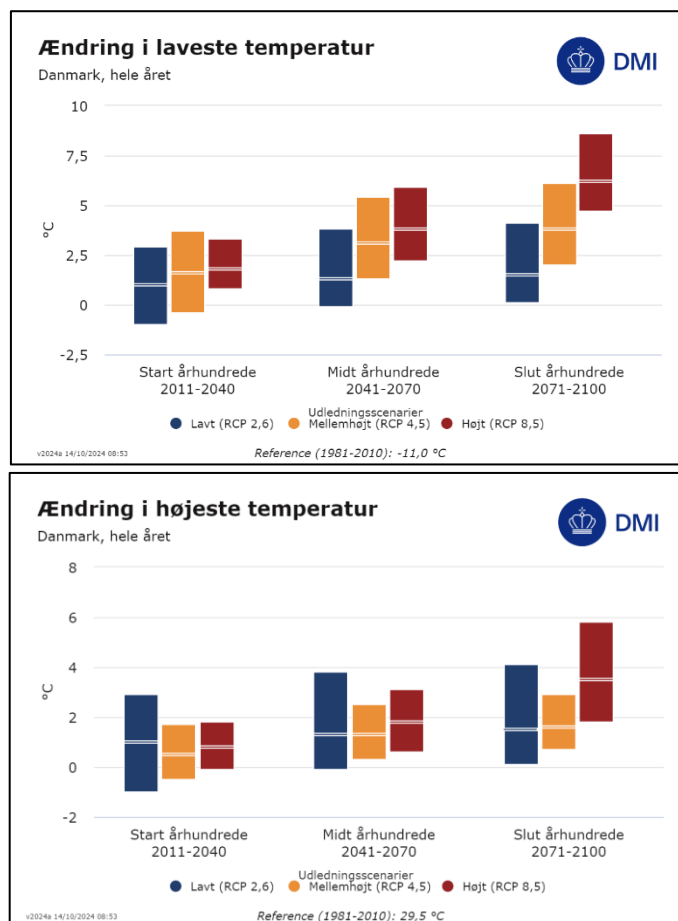 Ændring i laveste temperatur
DMI
Danmark, hele året
10
7,5
5
2,5
0
-2,5
°C
Start århundrede
2011-2040
Midt århundrede
2041-2070
Slut århundrede
2071-2100
Udledningsscenarier
Lavt (RCP 2,6) Mellemhøjt (RCP 4,5) Højt (RCP 8,5)
v2024a 14/10/2024 08:53
Reference (1981-2010): -11,0 °C
Ændring i højeste temperatur
DMI
Danmark, hele året
8
6
4
2
0
-2
°C
Start århundrede
2011-2040
Midt århundrede
2041-2070
Slut århundrede
2071-2100
Udledningsscenarier
Lavt (RCP 2,6) Mellemhøjt (RCP 4,5) Højt (RCP 8,5)
v2024a 14/10/2024 08:53
Reference (1981-2010): 29,5 °C